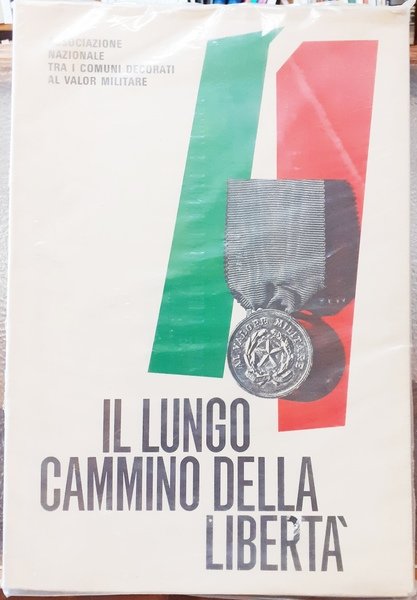 ASSOCIAZIONE
NAZIONALE
TRA I COMUNI DECORATI
AL VALOR MILITARE
AL VALORE MILITARE
IL LUNGO
CAMMINO DELLA
LIBERTÀ